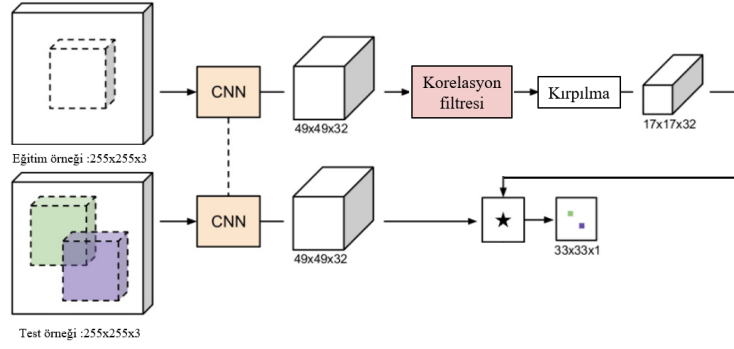 CNN
49x49x32
Korelasyon
filtresi
Kırpılma
17x17x32
Eğitim örneği :255x255x3
CNN
49x49x32
33x33x1
Test örneği :255x255x3